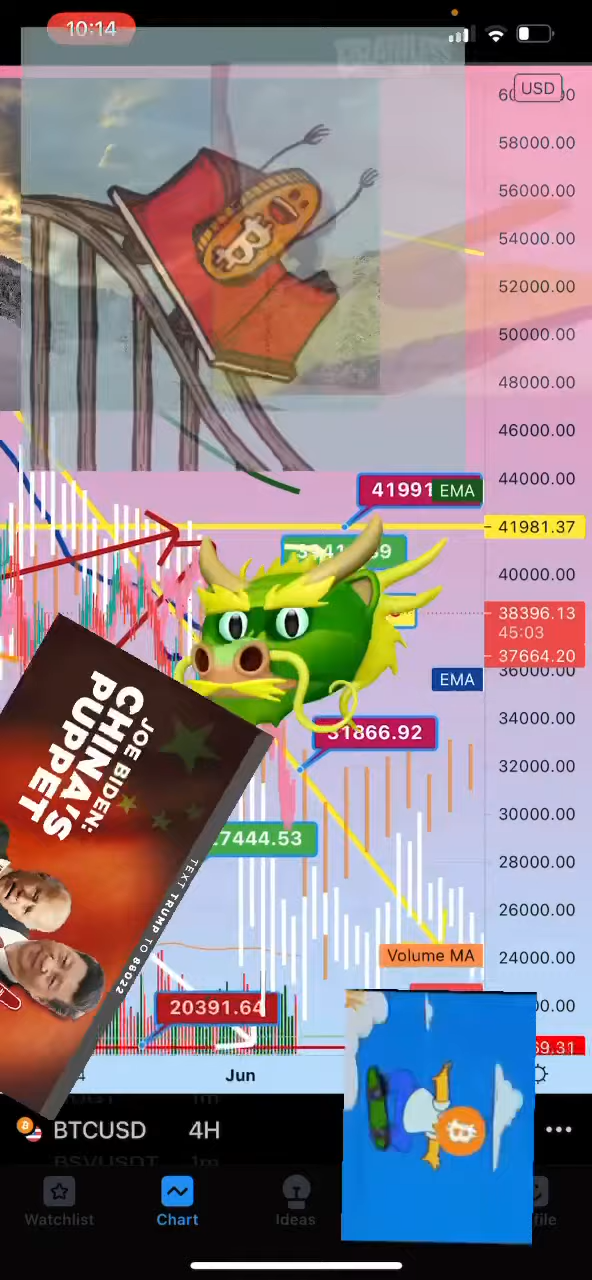 10:14
USD
58000.00
56000.00
54000.00
52000.00
50000.00
48000.00
46000.00
44000.00
41991
EMA
41981.37
40000.00
38396.13
45:03
37664.20
36000.00
EMA
34000.00
31866.92
32000.00
30000.00
28000.00
26000.00
24000.00
7444.53
Volume MA
20391.64
Jun
JOE BIDEN:
CHINA'S
PUPPET
TEXT TRUMP TO 88022
BTCUSD 4H
BSVUSDT 1m
Watchlist
Chart
Ideas